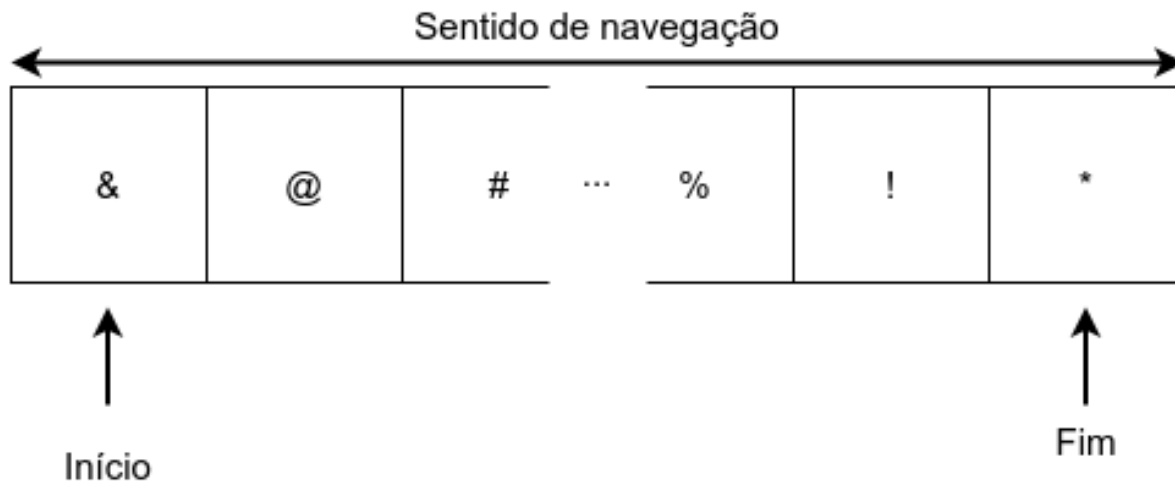 Sentido de navegação
& @ # ... % ! *
Início
Fim